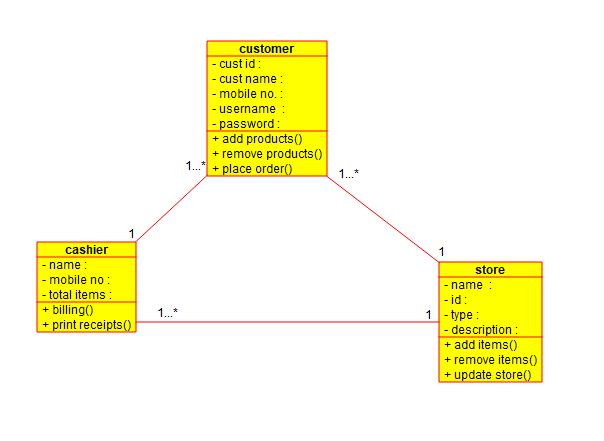 customer
- cust id :
- cust name :
- mobile no. :
- username  :
- password :
+ add products()
+ remove products()
+ place order()
1...*
1...*
1
1
cashier
- name :
- mobile no :
- total items :
+ billing()
+ print receipts()
1...*
1
store
- name  :
- id :
- type :
- description :
+ add items()
+ remove items()
+ update store()